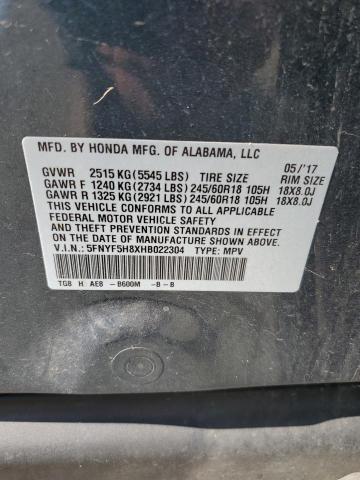 MFD. BY HONDA MFG. OF ALABAMA, LLC
05/'17
GVWR 2515 KG (5545 LBS) TIRE SIZE RIM SIZE
GAWR F 1240 KG (2734 LBS) 245/60R18 105H 18X8.0J
GAWR R 1325 KG (2921 LBS) 245/60R18 105H 18X8.0J
THIS VEHICLE CONFORMS TO ALL APPLICABLE
FEDERAL MOTOR VEHICLE SAFETY
AND THEFT PREVENTION STANDARDS IN
EFFECT ON THE DATE OF MANUFACTURE SHOWN ABOVE.
VEHICLE ID NO.: 5FNYF5H8XHB022304 TYPE: MPV
TG8 H AE8 - B600M -B - B